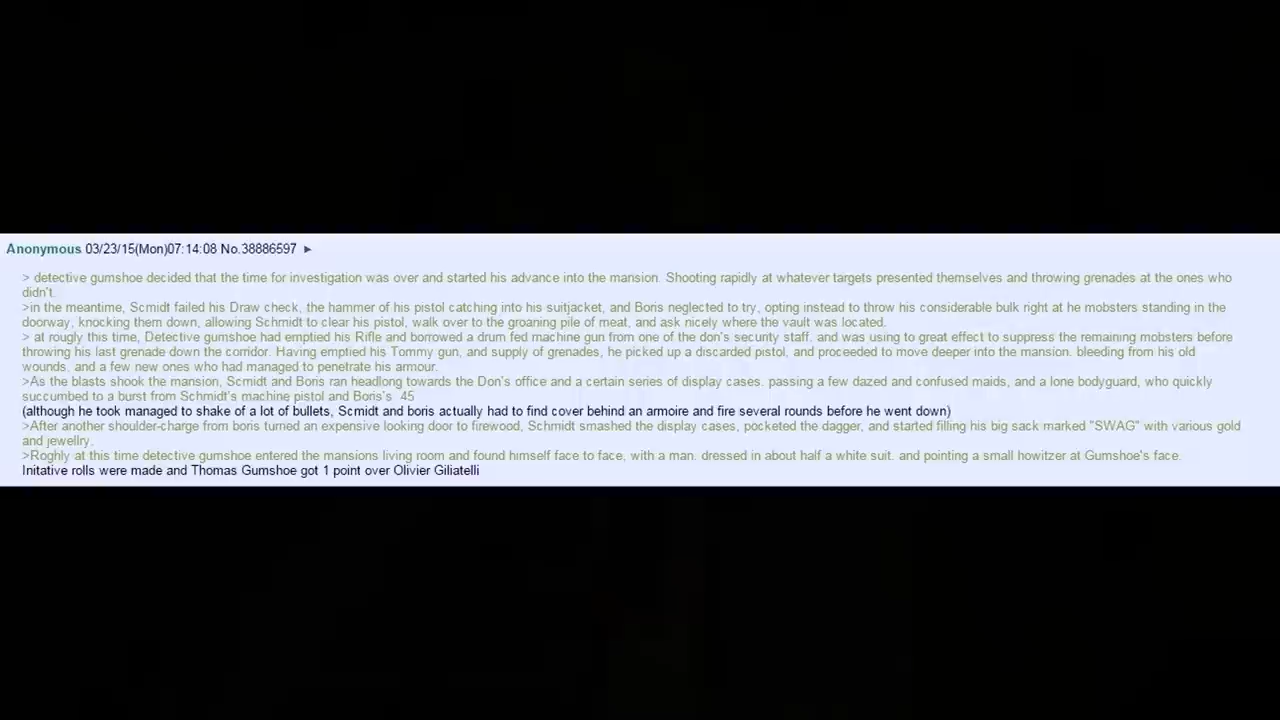 Anonymous 03/23/15(Mon)07:14:08 No.38886597 ►
> detective gumshoe decided that the time for investigation was over and started his advance into the mansion. Shooting rapidly at whatever targets presented themselves and throwing grenades at the ones who
didn't.
>in the meantime, Scmidt failed his Draw check, the hammer of his pistol catching into his suitjacket, and Boris neglected to try, opting instead to throw his considerable bulk right at he mobsters standing in the
doorway, knocking them down, allowing Schmidt to clear his pistol, walk over to the groaning pile of meat, and ask nicely where the vault was located.
> at rougly this time, Detective gumshoe had emptied his Rifle and borrowed a drum fed machine gun from one of the don's security staff. and was using to great effect to suppress the remaining mobsters before
throwing his last grenade down the corridor. Having emptied his Tommy gun, and supply of grenades, he picked up a discarded pistol, and proceeded to move deeper into the mansion. bleeding from his old
wounds. and a few new ones who had managed to penetrate his armour.
>As the blasts shook the mansion, Scmidt and Boris ran headlong towards the Don's office and a certain series of display cases. passing a few dazed and confused maids, and a lone bodyguard, who quickly
succumbed to a burst from Schmidt's machine pistol and Boris's .45
(although he took managed to shake of a lot of bullets, Scmidt and boris actually had to find cover behind an armoire and fire several rounds before he went down)
>After another shoulder-charge from boris turned an expensive looking door to firewood, Schmidt smashed the display cases, pocketed the dagger, and started filling his big sack marked "SWAG" with various gold
and jewellry.
>Roghly at this time detective gumshoe entered the mansions living room and found himself face to face, with a man. dressed in about half a white suit. and pointing a small howitzer at Gumshoe's face.
Initative rolls were made and Thomas Gumshoe got 1 point over Olivier Giliatelli